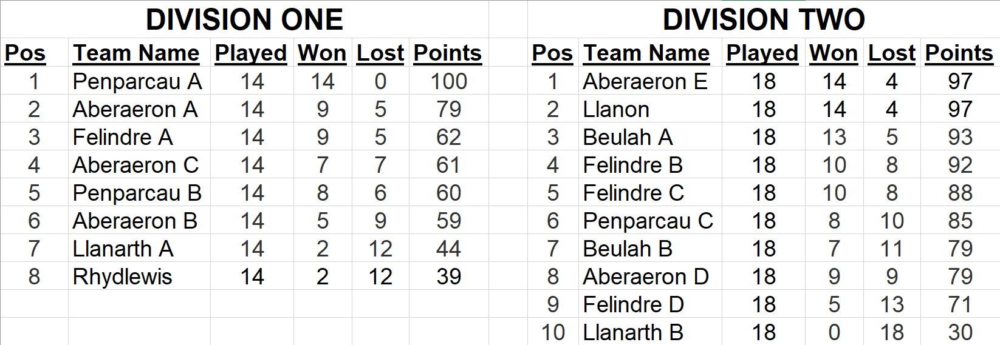 DIVISION ONE DIVISION TWO
Pos Team Name Played Won Lost Points Pos Team Name Played Won Lost Points
1 Penparcau A 14 14 0 100 1 Aberaeron E 18 14 4 97
2 Aberaeron A 14 9 5 79 2 Llanon 18 14 4 97
3 Felindre A 14 9 5 62 3 Beulah A 18 13 5 93
4 Aberaeron C 14 7 7 61 4 Felindre B 18 10 8 92
5 Penparcau B 14 8 6 60 5 Felindre C 18 10 8 88
6 Aberaeron B 14 5 9 59 6 Penparcau C 18 8 10 85
7 Llanarth A 14 2 12 44 7 Beulah B 18 7 11 79
8 Rhydlewis 14 2 12 39 8 Aberaeron D 18 9 9 79
9 Felindre D 18 5 13 71
10 Llanarth B 18 0 18 30